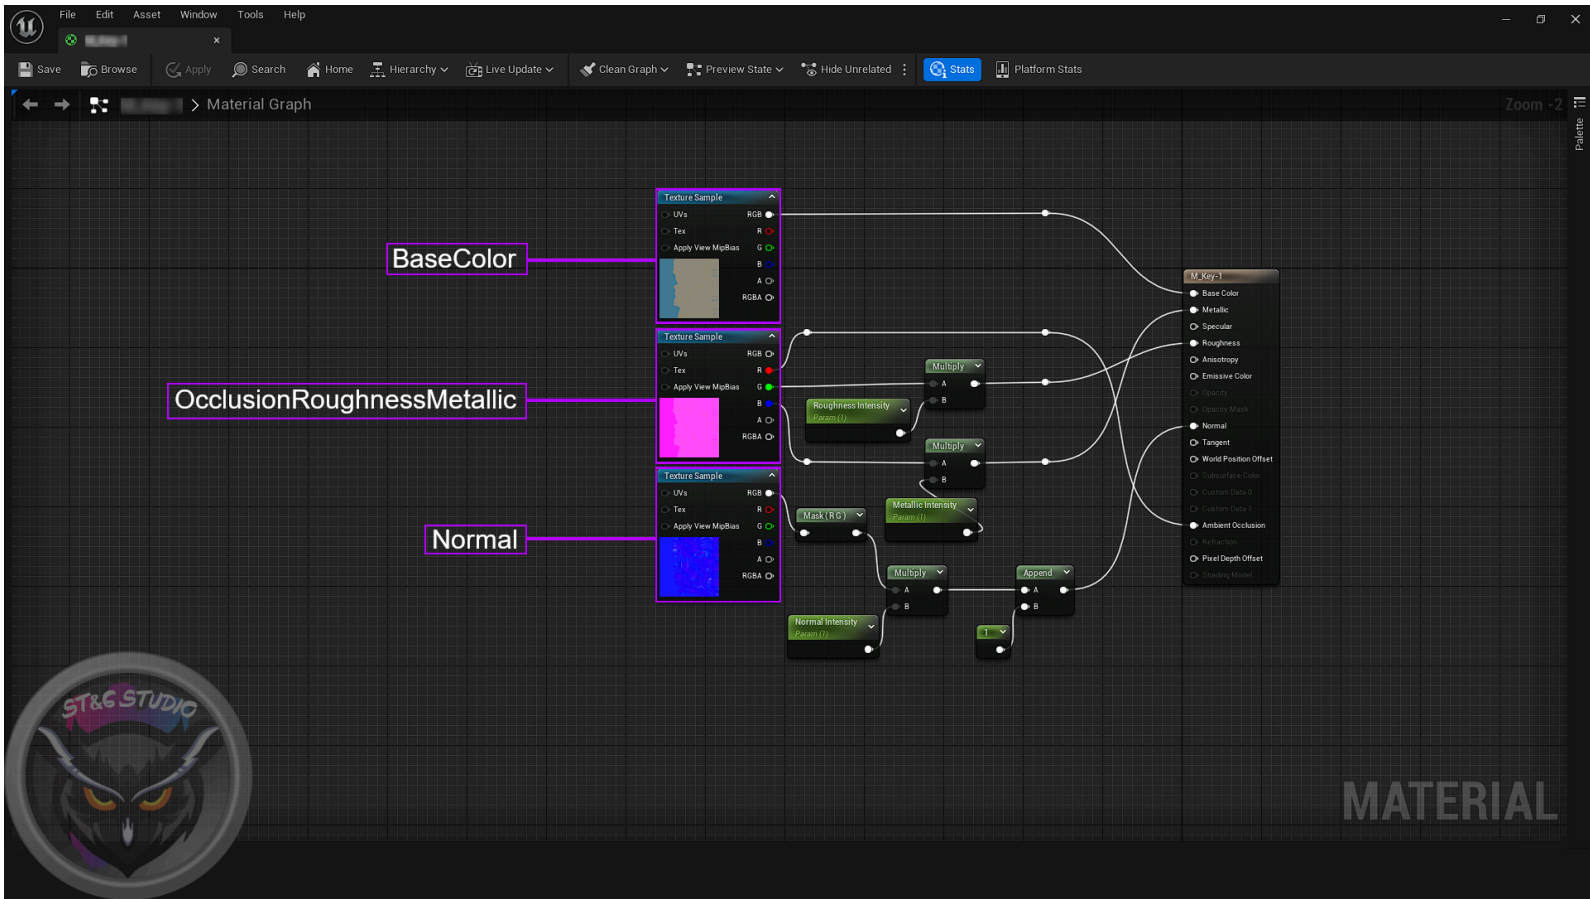 File Edit Asset Window Tools Help
Save Browse Apply Search Home Hierarchy Live Update Clean Graph Preview State Hide Unrelated Stats Platform Stats
Material Graph
Zoom -2
Palette
Texture Sample
UVs RGB
Tex R
Apply View MipBias G
B
A
RGBA
BaseColor
Texture Sample
UVs RGB
Tex R
Apply View MipBias G
B
A
RGBA
OcclusionRoughnessMetallic
Texture Sample
UVs RGB
Tex R
Apply View MipBias G
B
A
RGBA
Normal
Multiply
A
B
Roughness Intensity
Param (1)
Multiply
A
B
Metallic Intensity
Param (1)
Mask ( R G )
Multiply
A
B
Normal Intensity
Param (1)
Append
A
B
1
M_Key-1
Base Color
Metallic
Specular
Roughness
Anisotropy
Emissive Color
Opacity
Opacity Mask
Normal
Tangent
World Position Offset
Subsurface Color
Custom Data 0
Custom Data 1
Ambient Occlusion
Refraction
Pixel Depth Offset
Shading Model
ST&G STUDIO
MATERIAL